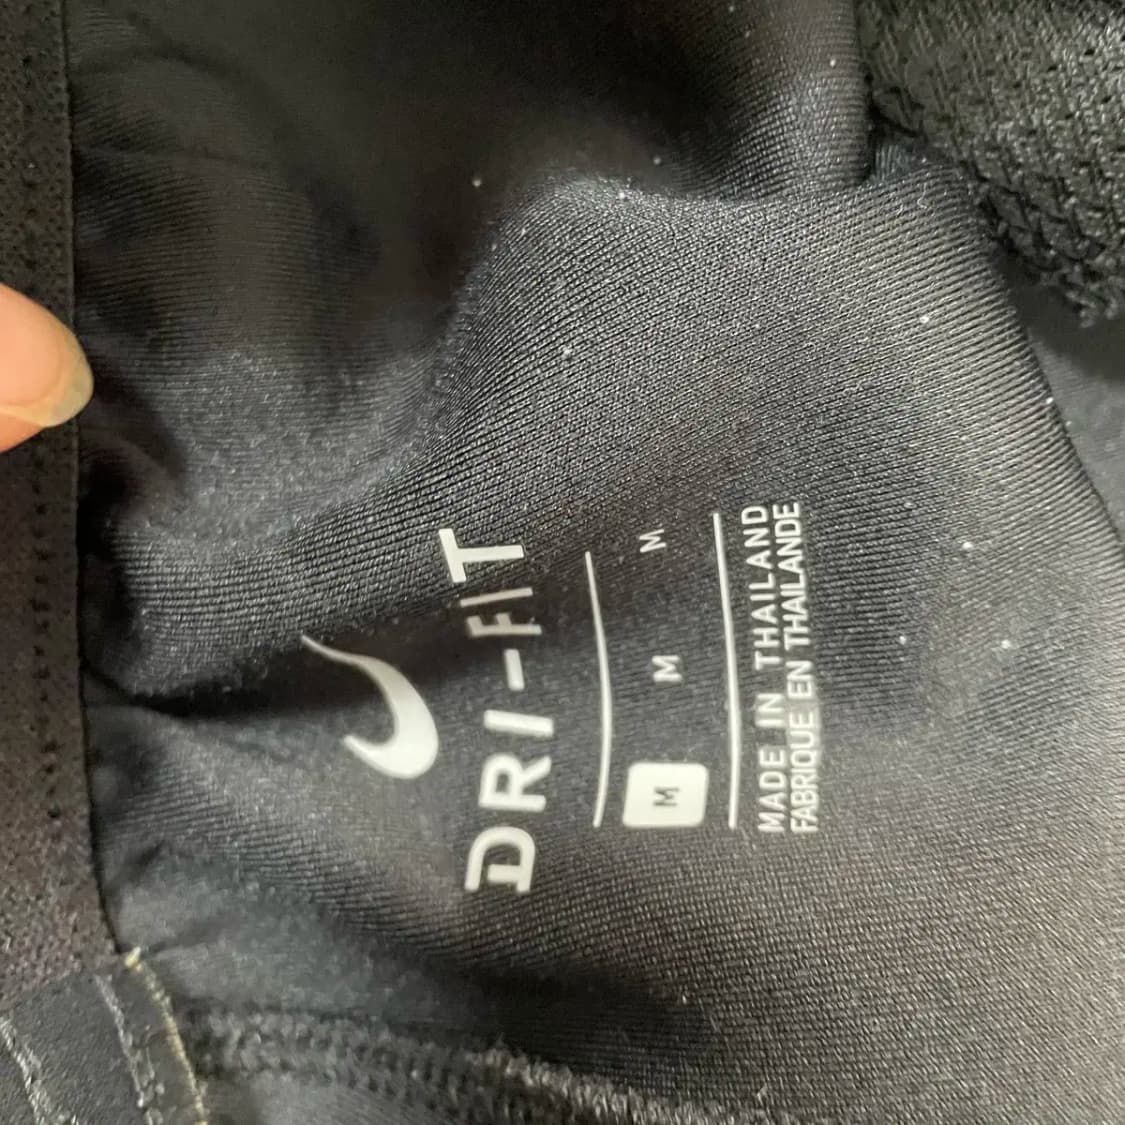 DRI-FIT
M M M
MADE IN THAILAND
FABRIQUE EN THAILANDE